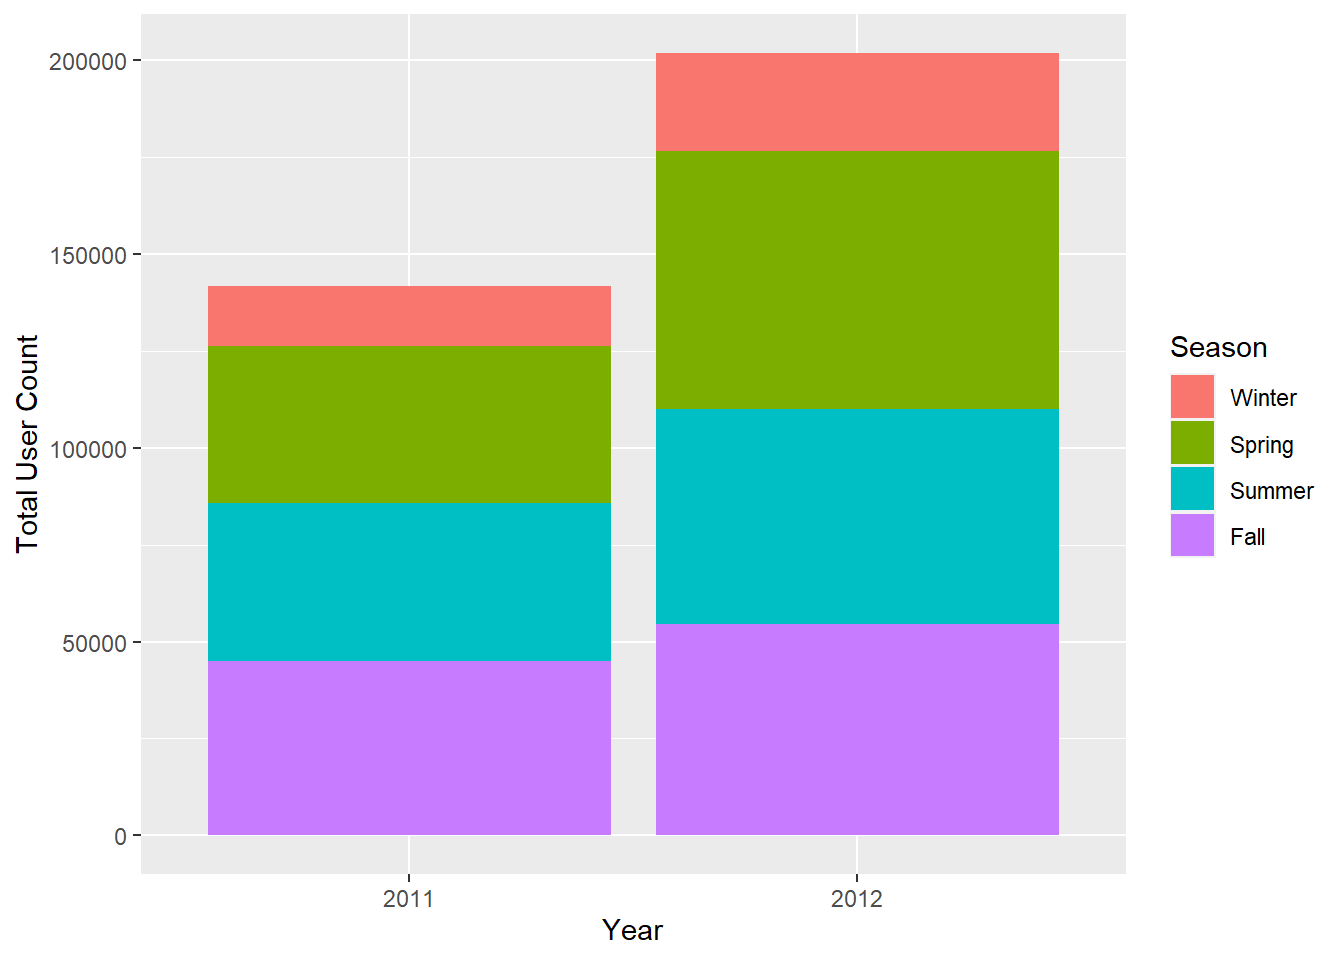 200000
150000
100000
50000
0
Total User Count
2011
2012
Year
Season
Winter
Spring
Summer
Fall